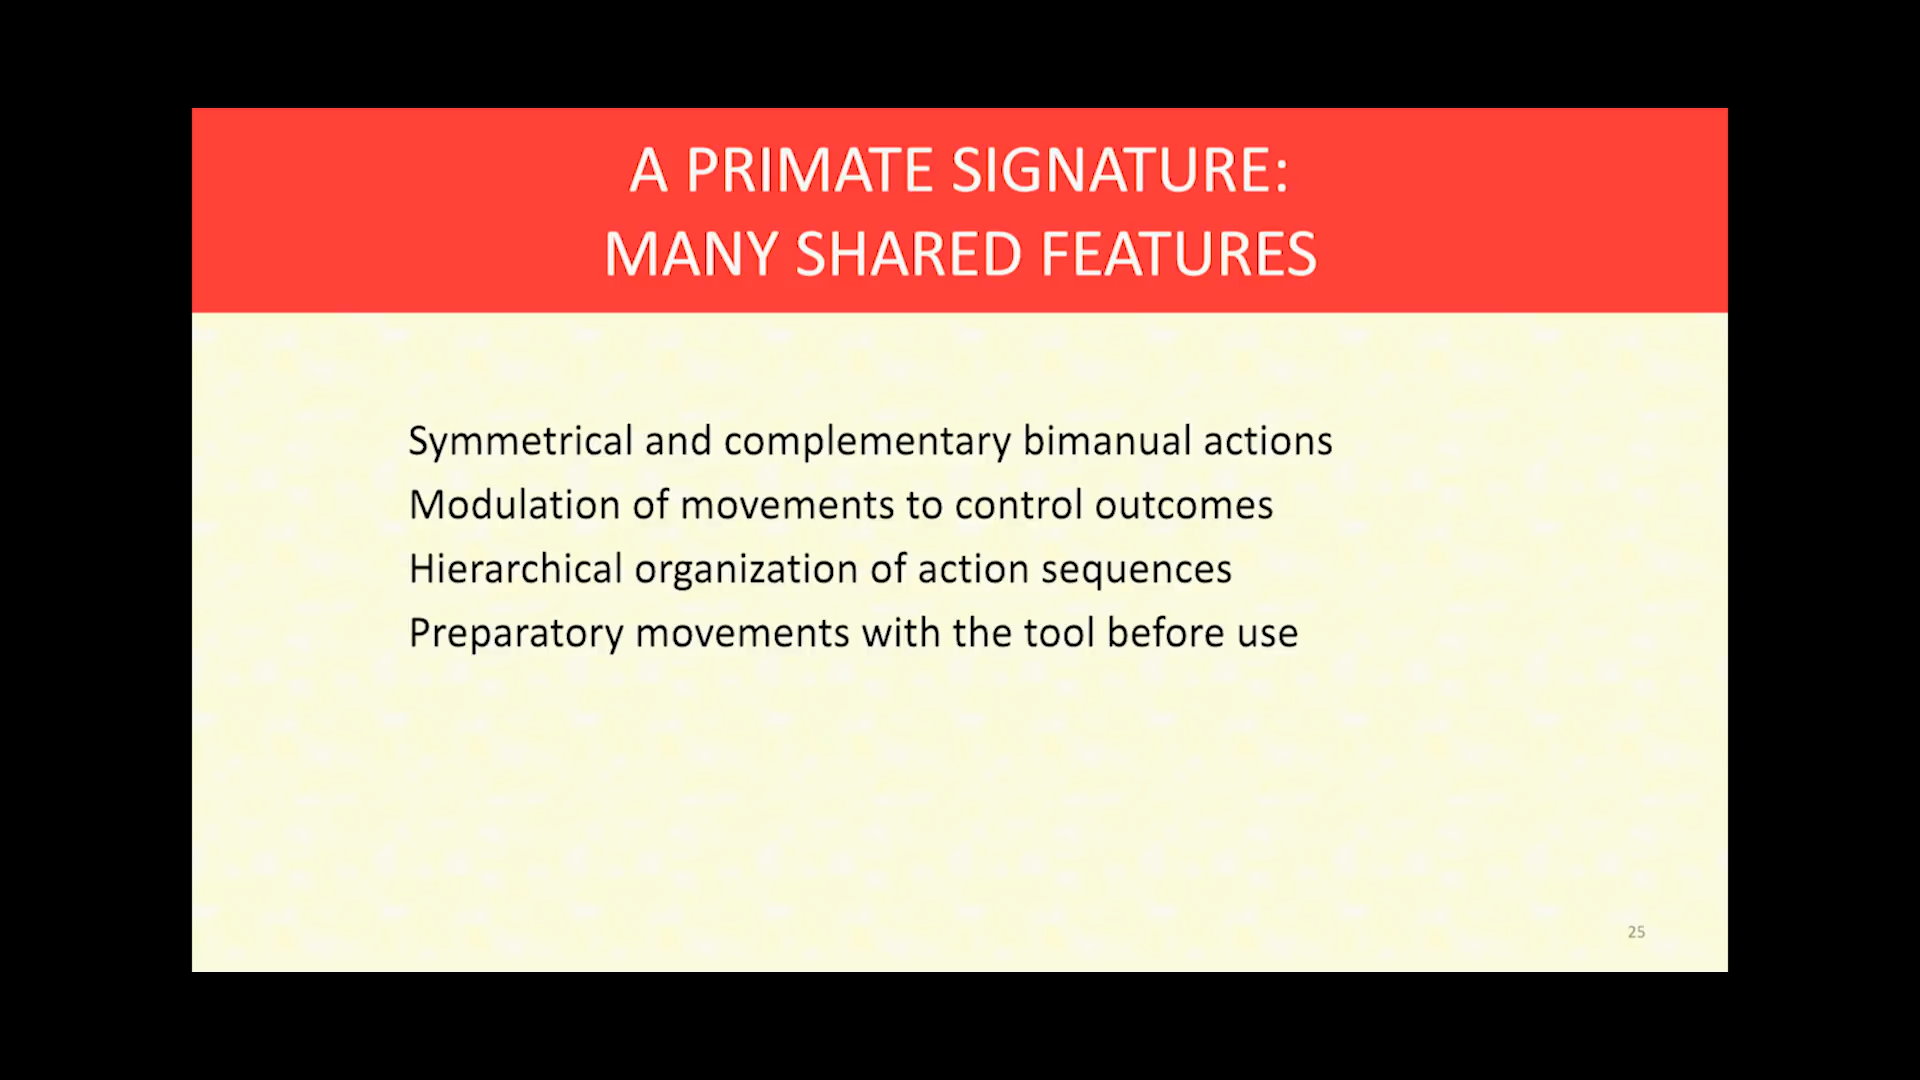 A PRIMATE SIGNATURE:
MANY SHARED FEATURES
Symmetrical and complementary bimanual actions
Modulation of movements to control outcomes
Hierarchical organization of action sequences
Preparatory movements with the tool before use
25